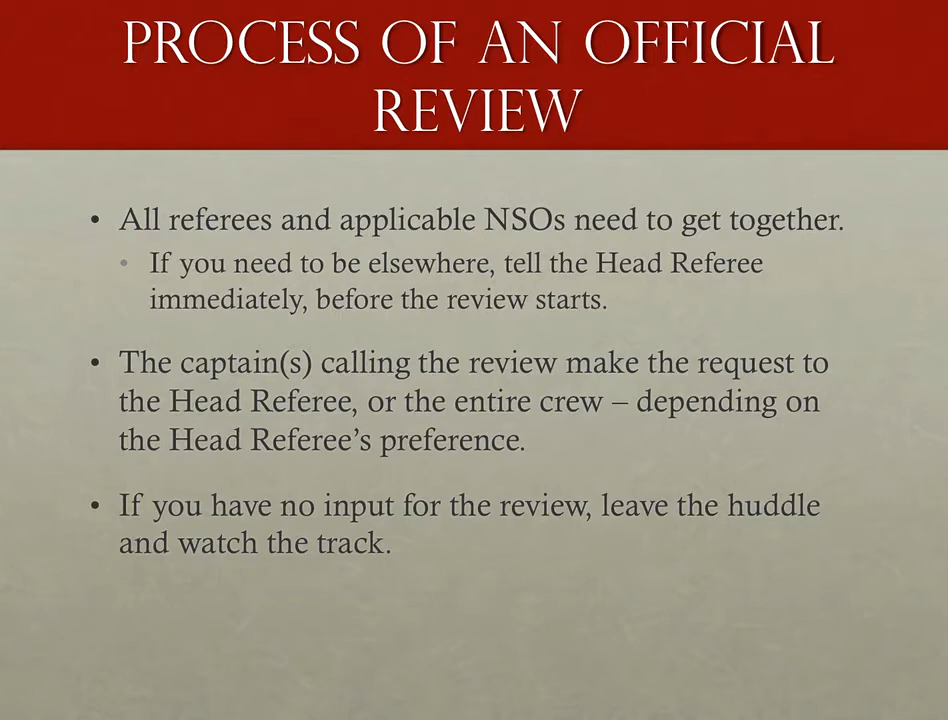 PROCESS OF AN OFFICIAL
REVIEW
• All referees and applicable NSOs need to get together.
• If you need to be elsewhere, tell the Head Referee
immediately, before the review starts.
• The captain(s) calling the review make the request to
the Head Referee, or the entire crew – depending on
the Head Referee’s preference.
• If you have no input for the review, leave the huddle
and watch the track.